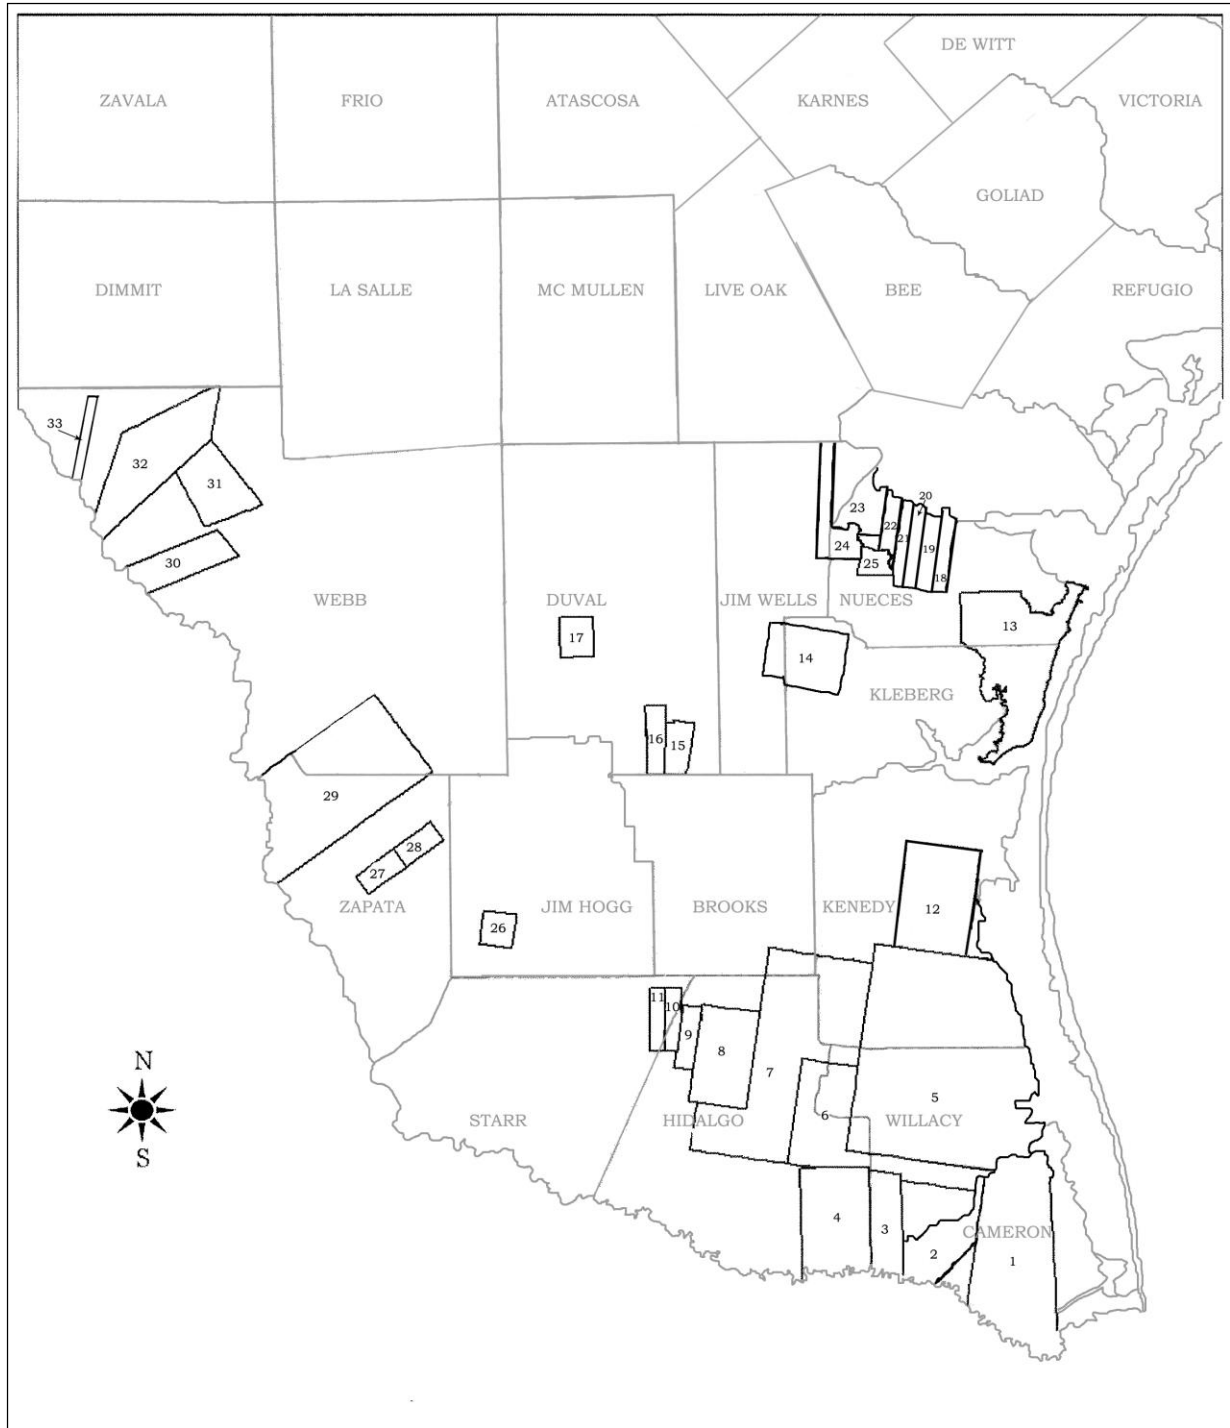 DE WITT
ZAVALA
FRIO
ATASCOSA
KARNES
VICTORIA
GOLIAD
DIMMIT
LA SALLE
MC MULLEN
LIVE OAK
BEE
REFUGIO
33
32
31
30
20
23
22
21
24
19
25
18
WEBB
DUVAL
JIM WELLS
NUECES
17
13
14
KLEBERG
16
15
29
28
27
ZAPATA
JIM HOGG
BROOKS
KENEDY
12
26
11
10
9
8
7
5
6
N
S
STARR
HIDALGO
WILLACY
4
3
2
CAMERON
1